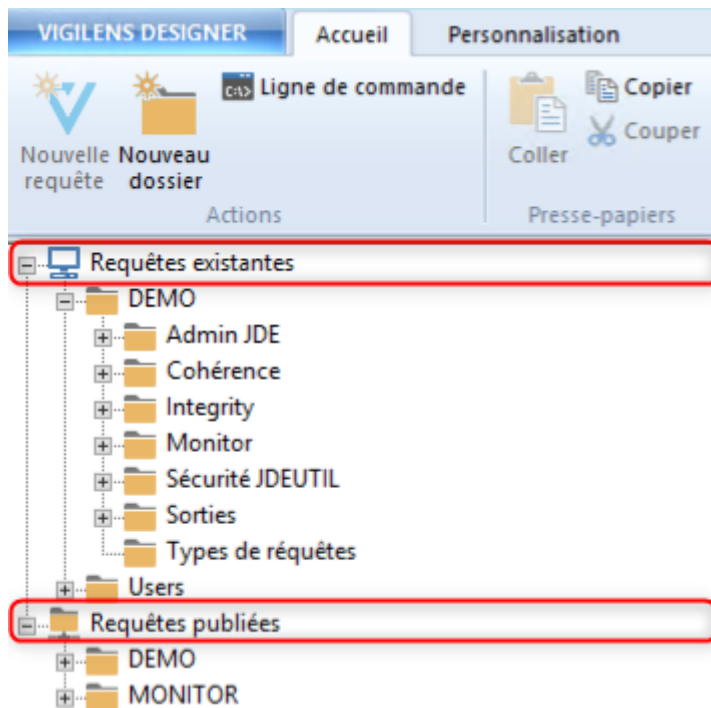 VIGILENS DESIGNER Accueil Personnalisation
Ligne de commande
Copier
Couper
Nouvelle requête
Nouveau dossier
Coller
Actions
Presse-papiers
Requêtes existantes
DEMO
Admin JDE
Cohérence
Integrity
Monitor
Sécurité JDEUTIL
Sorties
Types de réquêtes
Users
Requêtes publiées
DEMO
MONITOR